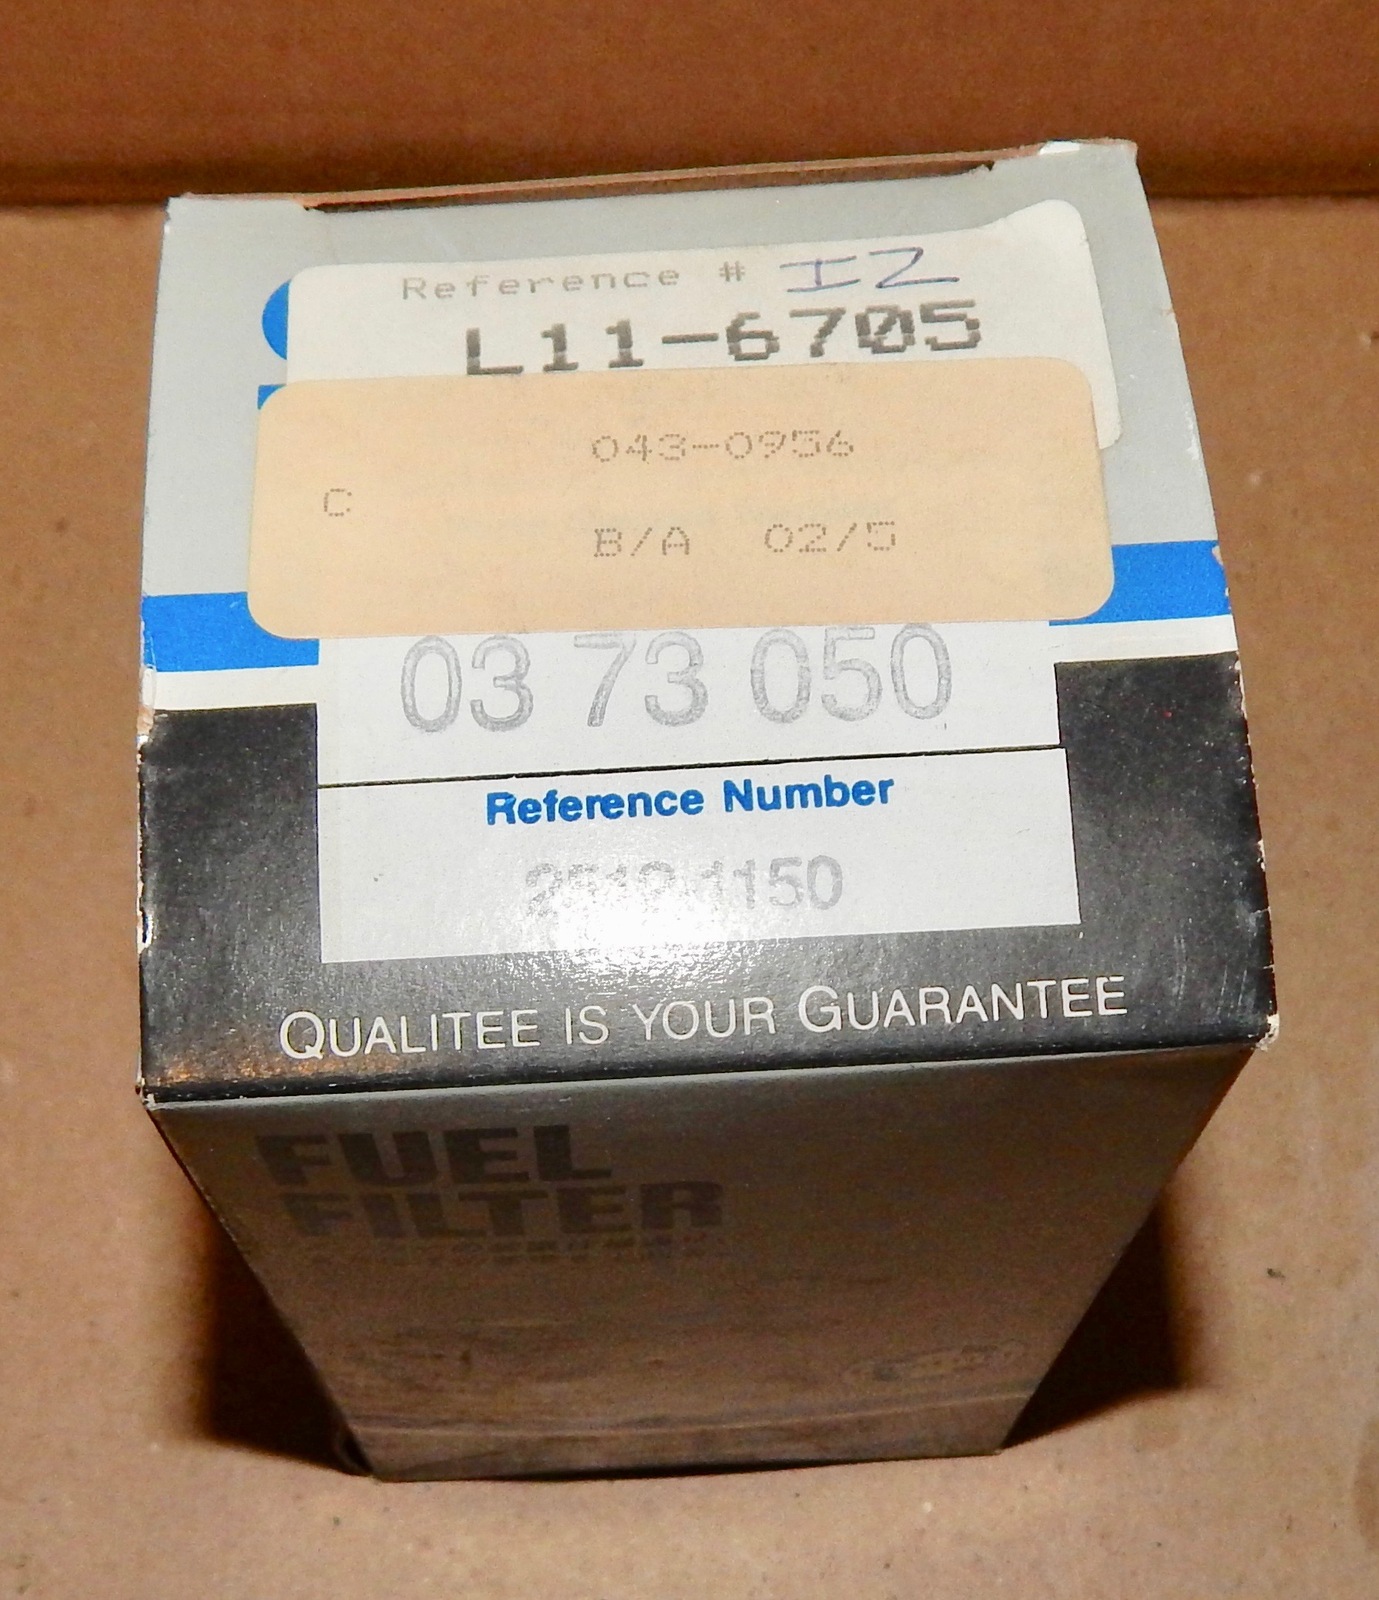 Reference # IZ
L11-6705
043-0956
C
B/A 02/5
03 73 050
Reference Number
QUALITEE IS YOUR GUARANTEE
FUEL
FILTER